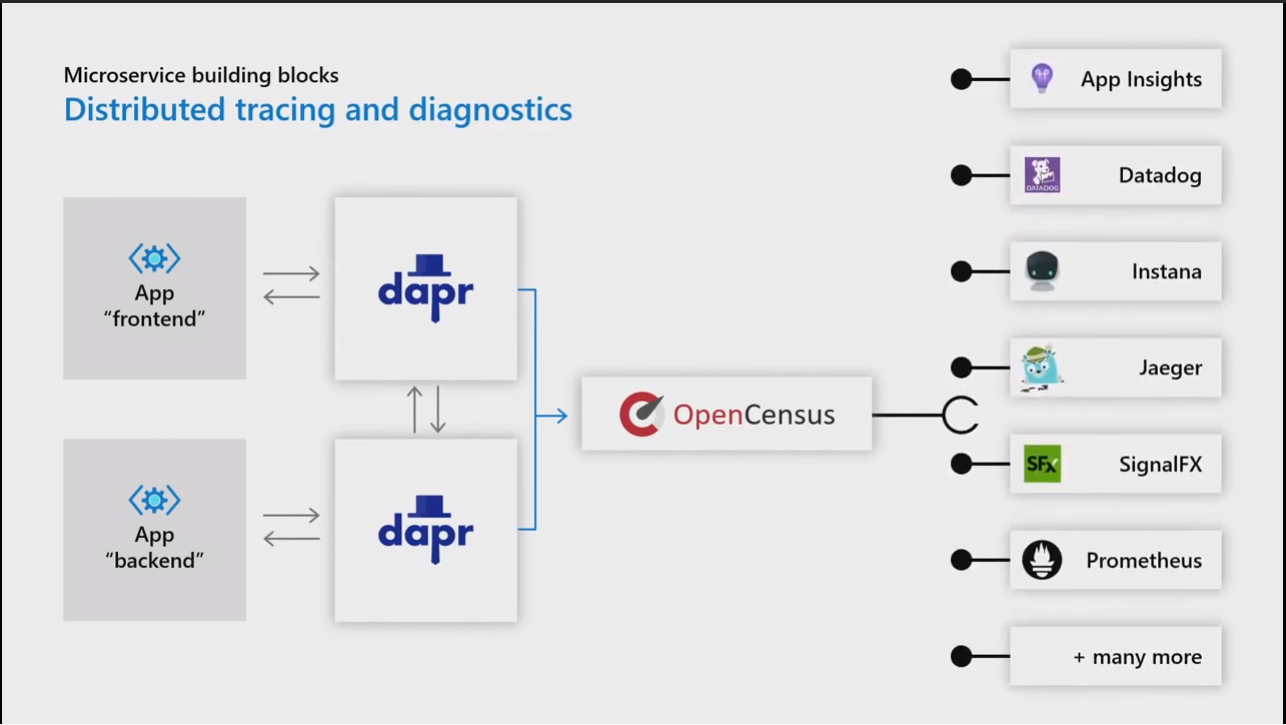 Microservice building blocks
Distributed tracing and diagnostics
App
“frontend”
dapr
App
“backend”
dapr
OpenCensus
App Insights
DATADOG
Datadog
Instana
Jaeger
SFx
SignalFX
Prometheus
+ many more